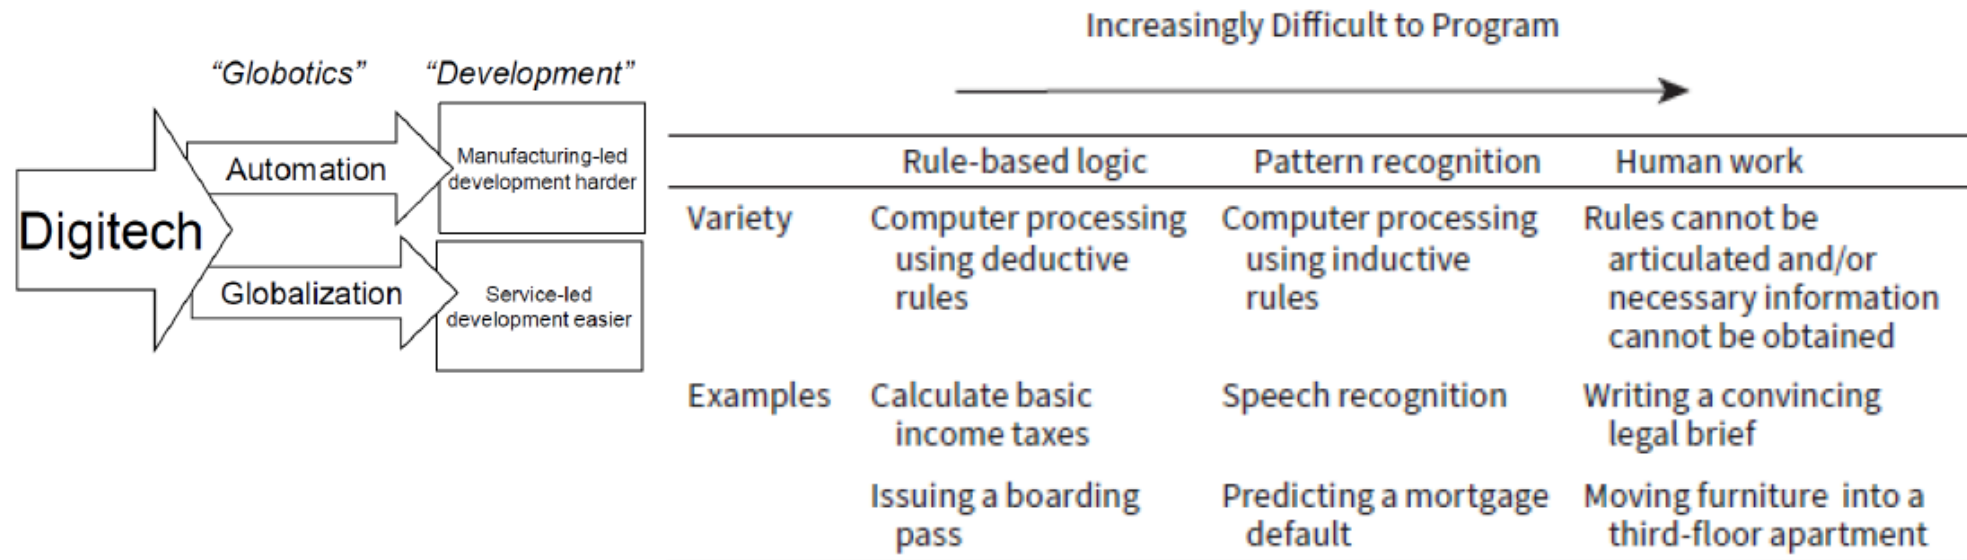 "Globotics" "Development"
Digitech
Automation
Manufacturing-led
development harder
Globalization
Service-led
development easier
Increasingly Difficult to Program
Rule-based logic Pattern recognition Human work
Variety Computer processing Computer processing Rules cannot be
using deductive using inductive articulated and/or
rules rules necessary information
cannot be obtained
Examples Calculate basic Speech recognition Writing a convincing
income taxes legal brief
Issuing a boarding Predicting a mortgage Moving furniture into a
pass default third-floor apartment